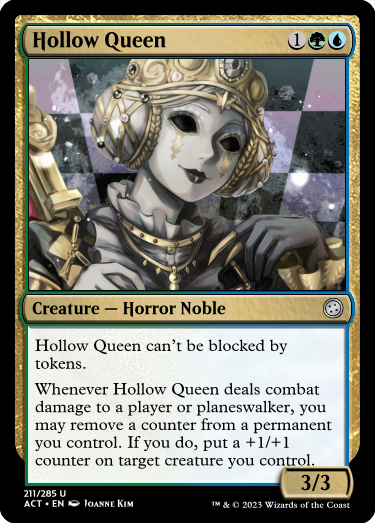 Hollow Queen 1
Creature — Horror Noble
Hollow Queen can't be blocked by
tokens.
Whenever Hollow Queen deals combat
damage to a player or planeswalker, you
may remove a counter from a permanent
you control. If you do, put a +1/+1
counter on target creature you control.
3/3
211/285 U
ACT • EN Joanne Kim ™ & © 2023 Wizards of the Coast